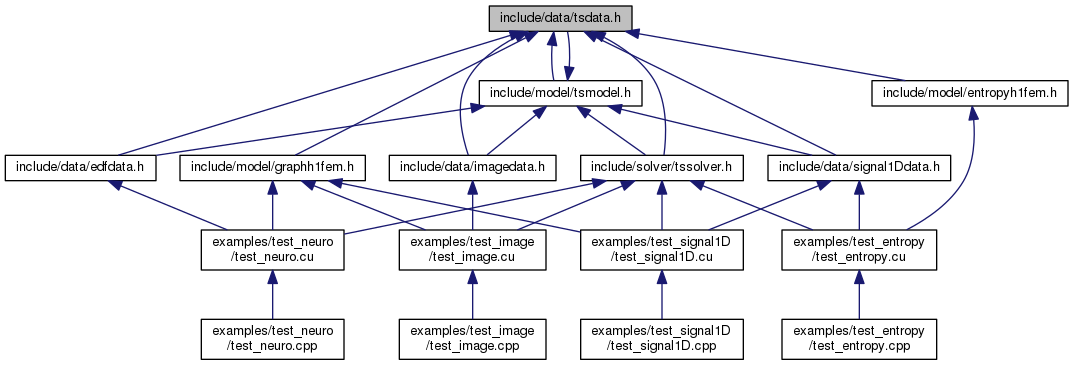 include/data/tsdata.h
include/model/tsmodel.h
include/model/entropyh1fem.h
include/data/edfdata.h
include/model/graphh1fem.h
include/data/imagedata.h
include/solver/tssolver.h
include/data/signal1Ddata.h
examples/test_neuro
/test_neuro.cu
examples/test_image
/test_image.cu
examples/test_signal1D
/test_signal1D.cu
examples/test_entropy
/test_entropy.cu
examples/test_neuro
/test_neuro.cpp
examples/test_image
/test_image.cpp
examples/test_signal1D
/test_signal1D.cpp
examples/test_entropy
/test_entropy.cpp